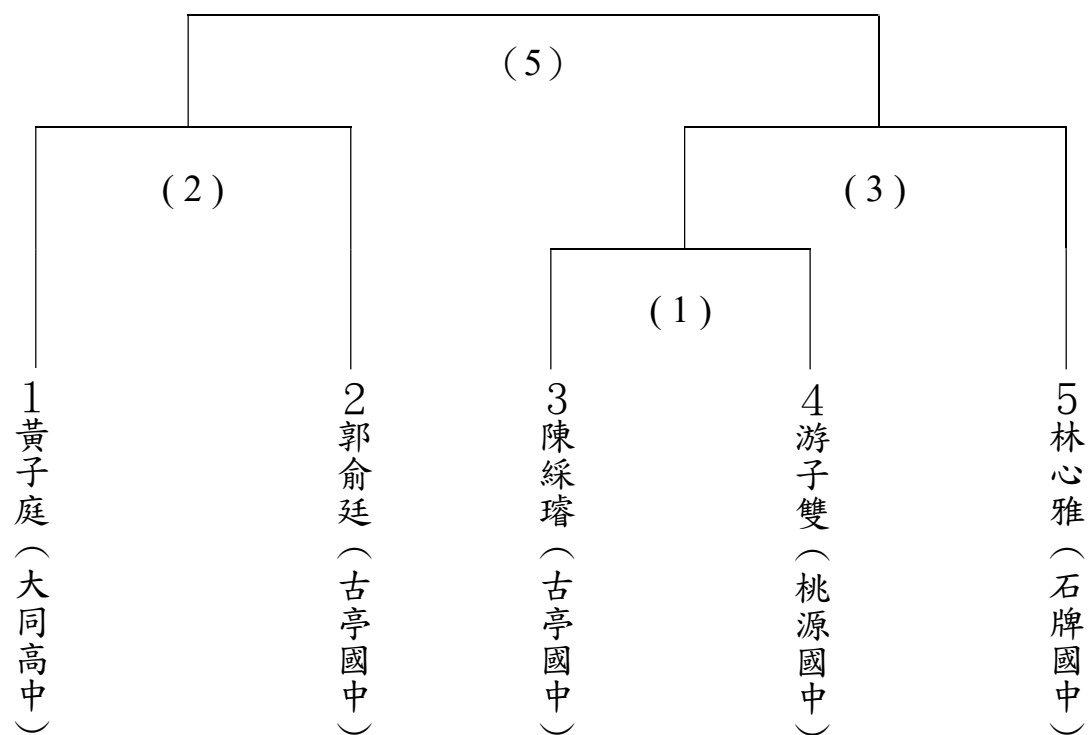 (5)
(2)
(3)
(1)
1黃子庭（大同高中）
2郭俞廷（古亭國中）
3陳綵璿（古亭國中）
4游子雙（桃源國中）
5林心雅（石牌國中）